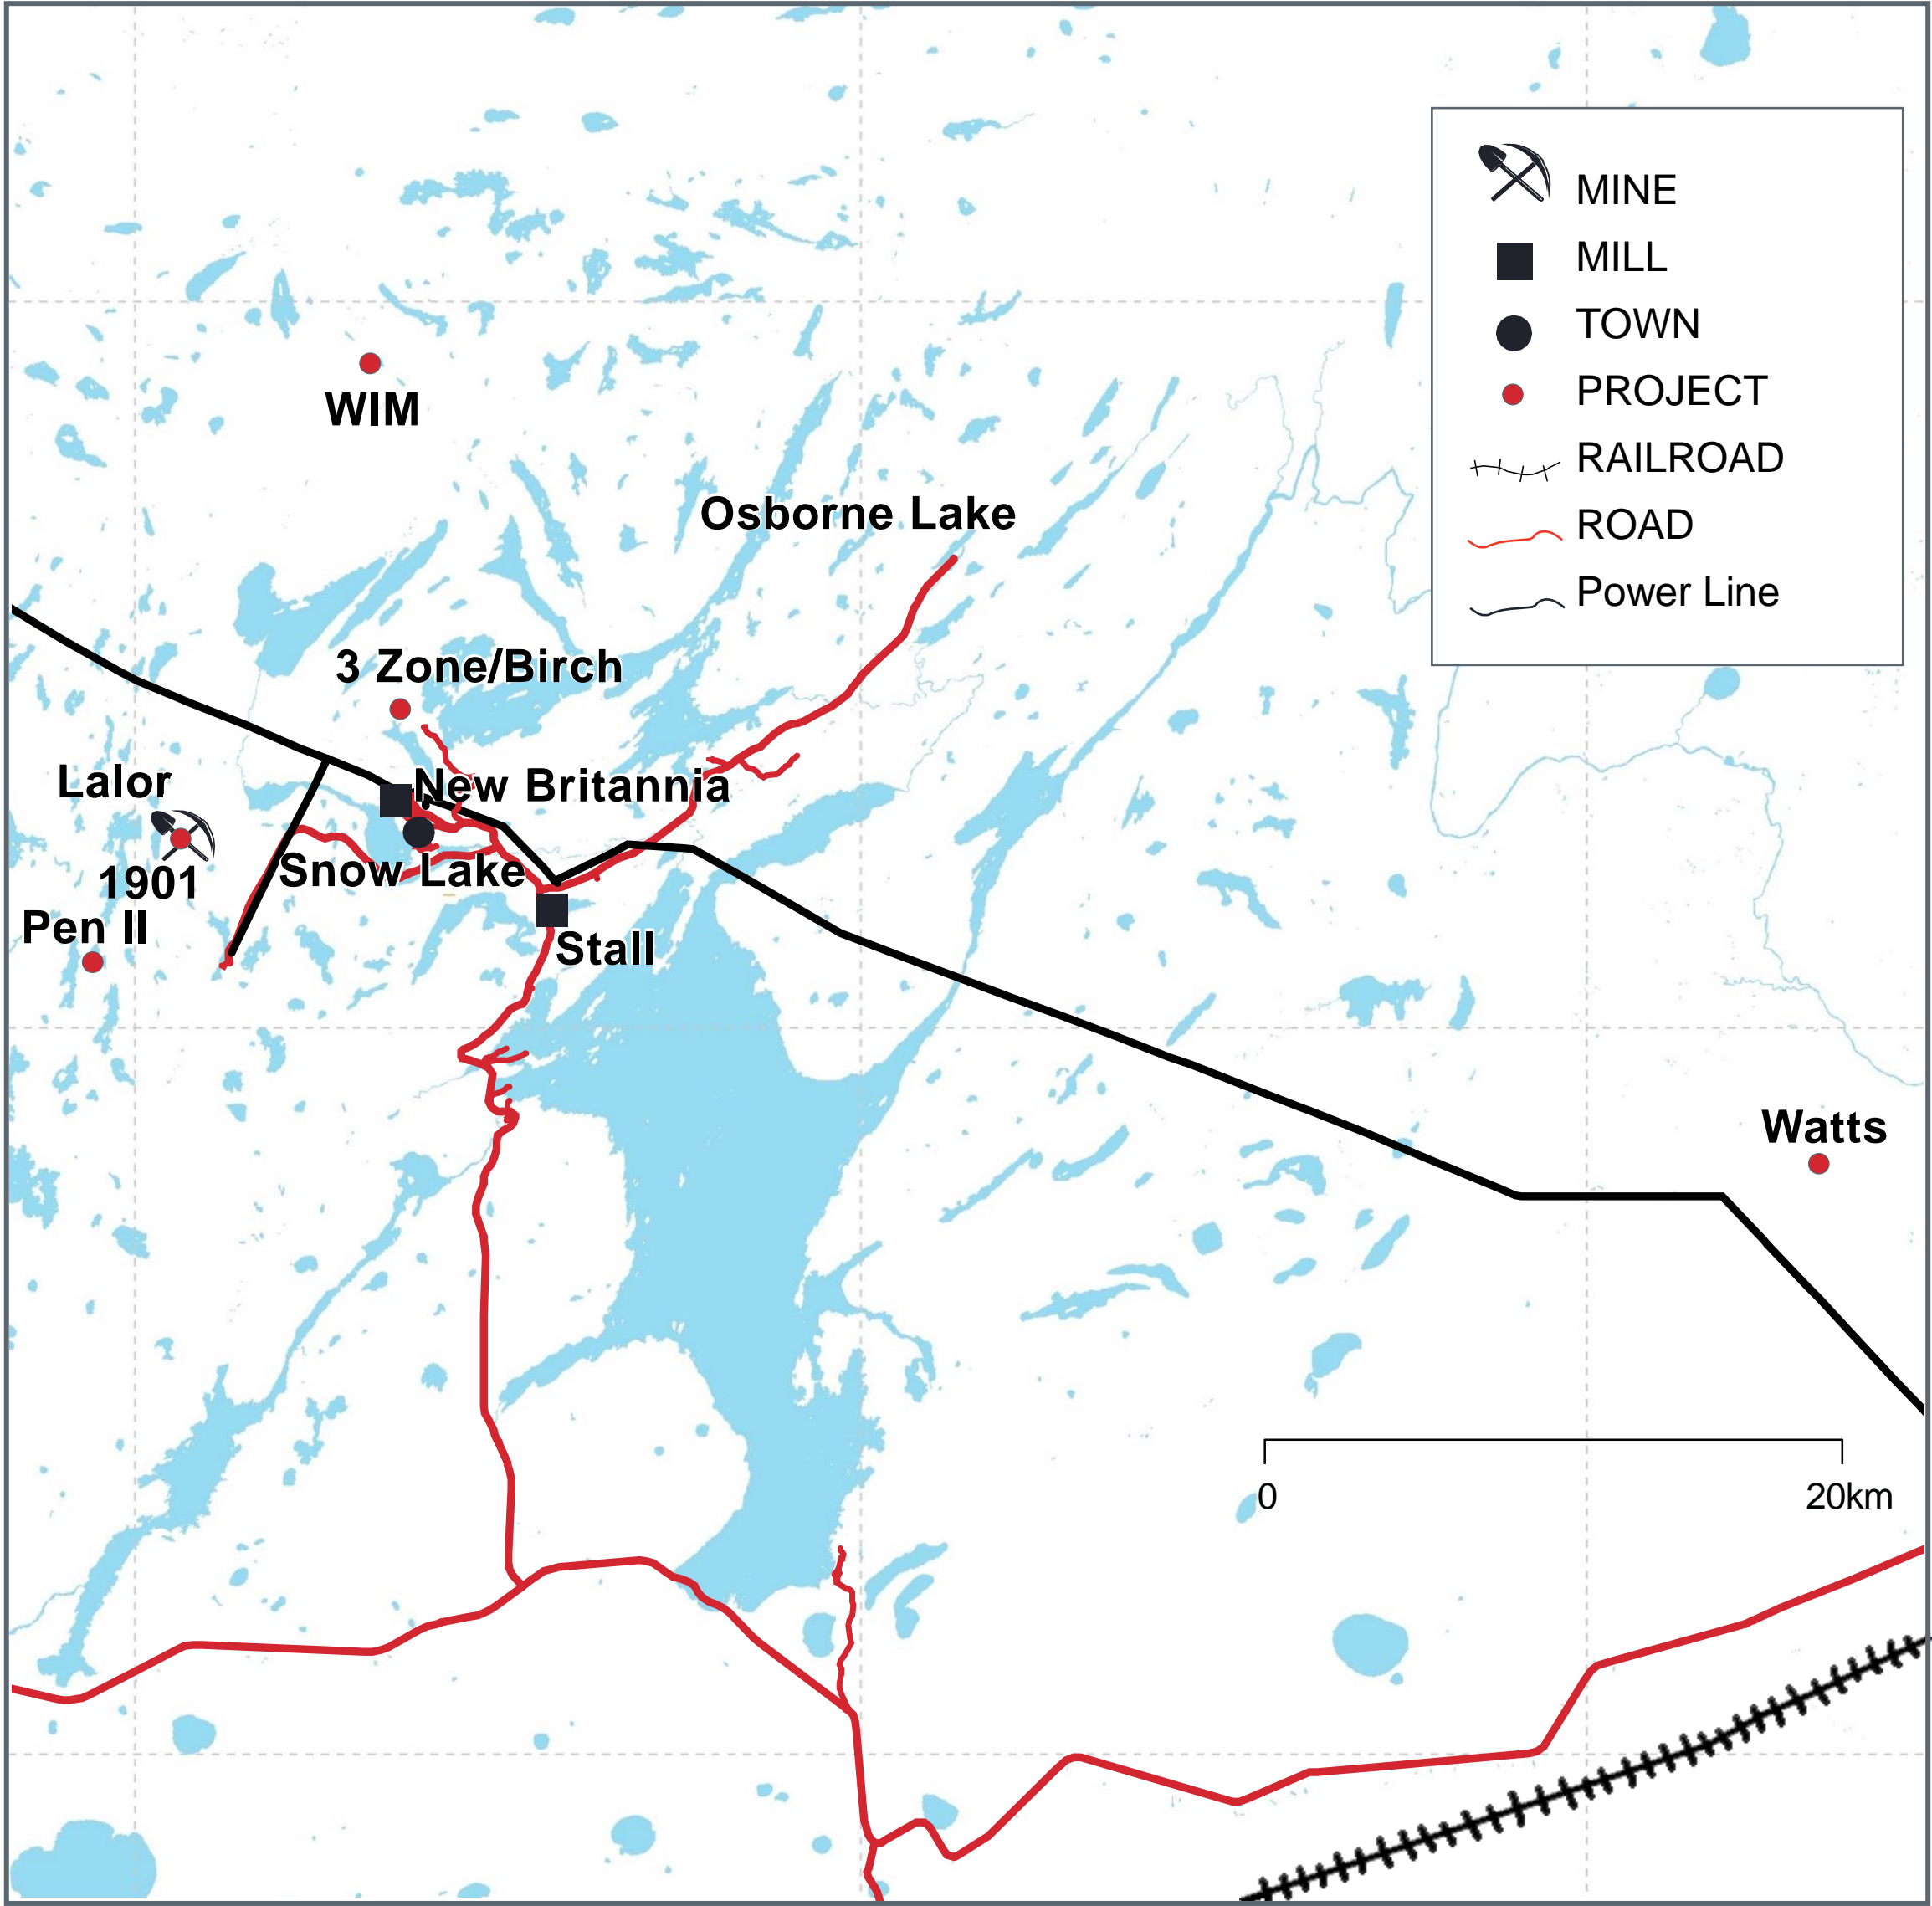 MINE
MILL
TOWN
PROJECT
RAILROAD
ROAD
Power Line
WIM
Osborne Lake
3 Zone/Birch
Lalor
New Britannia
1901
Snow Lake
Pen II
Stall
Watts
0
20km